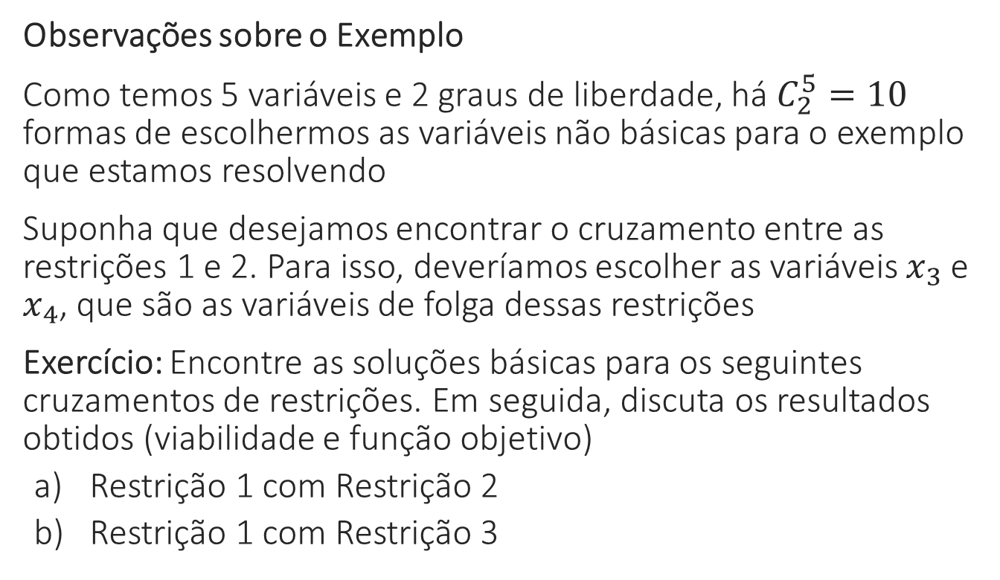 Observações sobre o Exemplo
Como temos 5 variáveis e 2 graus de liberdade, há $C_2^5 = 10$
formas de escolhermos as variáveis não básicas para o exemplo
que estamos resolvendo
Suponha que desejamos encontrar o cruzamento entre as
restrições 1 e 2. Para isso, deveríamos escolher as variáveis $x_3$ e
$x_4$, que são as variáveis de folga dessas restrições
Exercício: Encontre as soluções básicas para os seguintes
cruzamentos de restrições. Em seguida, discuta os resultados
obtidos (viabilidade e função objetivo)
a) Restrição 1 com Restrição 2
b) Restrição 1 com Restrição 3